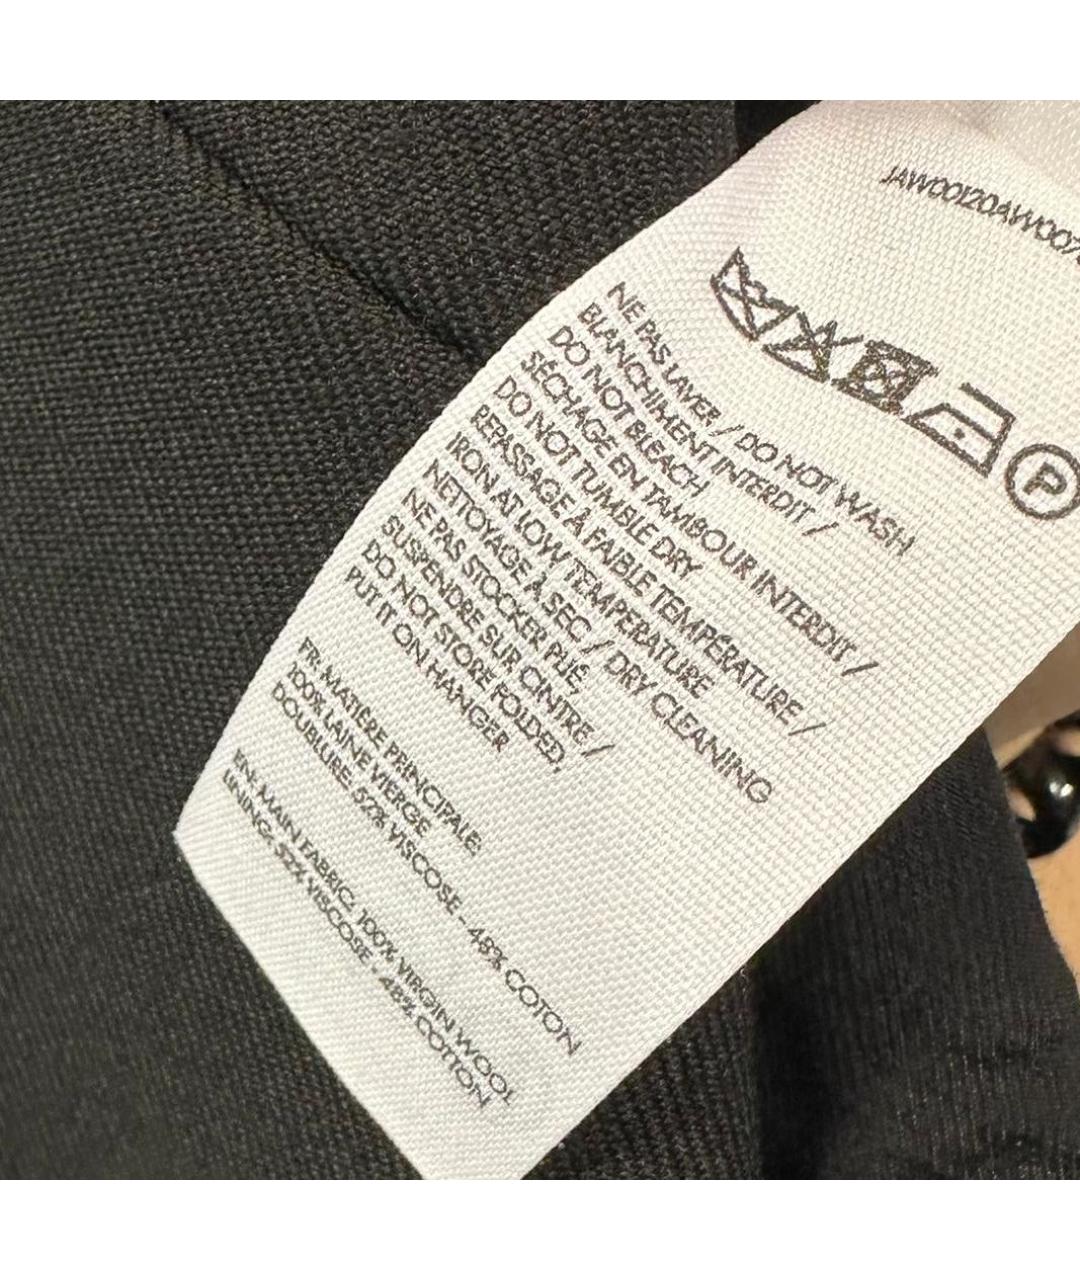 JAW00120AW007
P
NE PAS LAVER / DO NOT WASH
BLANCHIMENT INTERDIT /
DO NOT BLEACH
SÉCHAGE EN TAMBOUR INTERDIT /
DO NOT TUMBLE DRY
REPASSAGE À FAIBLE TEMPÉRATURE /
IRON AT LOW TEMPERATURE
NETTOYAGE À SEC / DRY CLEANING
NE PAS STOCKER PLIÉ,
SUSPENDRE SUR CINTRE /
DO NOT STORE FOLDED,
PUT IT ON HANGER
FR-MATIÈRE PRINCIPALE:
100% LAINE VIERGE
DOUBLURE: 52% VISCOSE - 48% COTON
EN-MAIN FABRIC: 100% VIRGIN WOOL
LINING: 52% VISCOSE - 48% COTTON